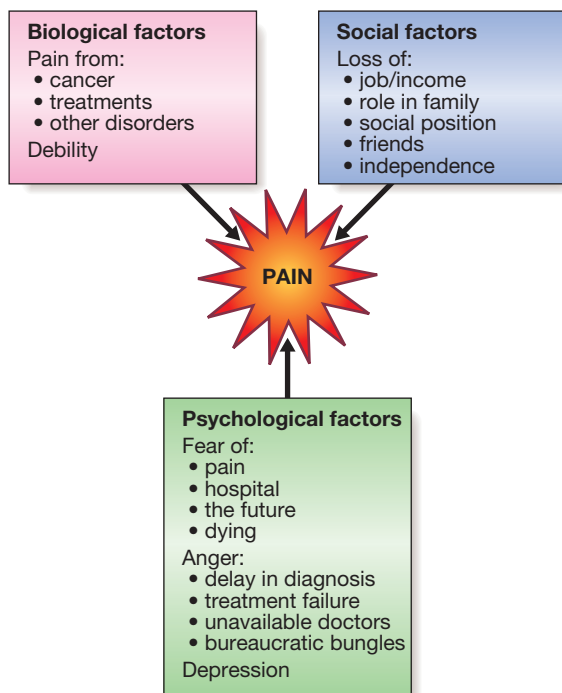 Biological factors
Pain from:
• cancer
• treatments
• other disorders
Debility
Social factors
Loss of:
• job/income
• role in family
• social position
• friends
• independence
PAIN
Psychological factors
Fear of:
• pain
• hospital
• the future
• dying
Anger:
• delay in diagnosis
• treatment failure
• unavailable doctors
• bureaucratic bungles
Depression